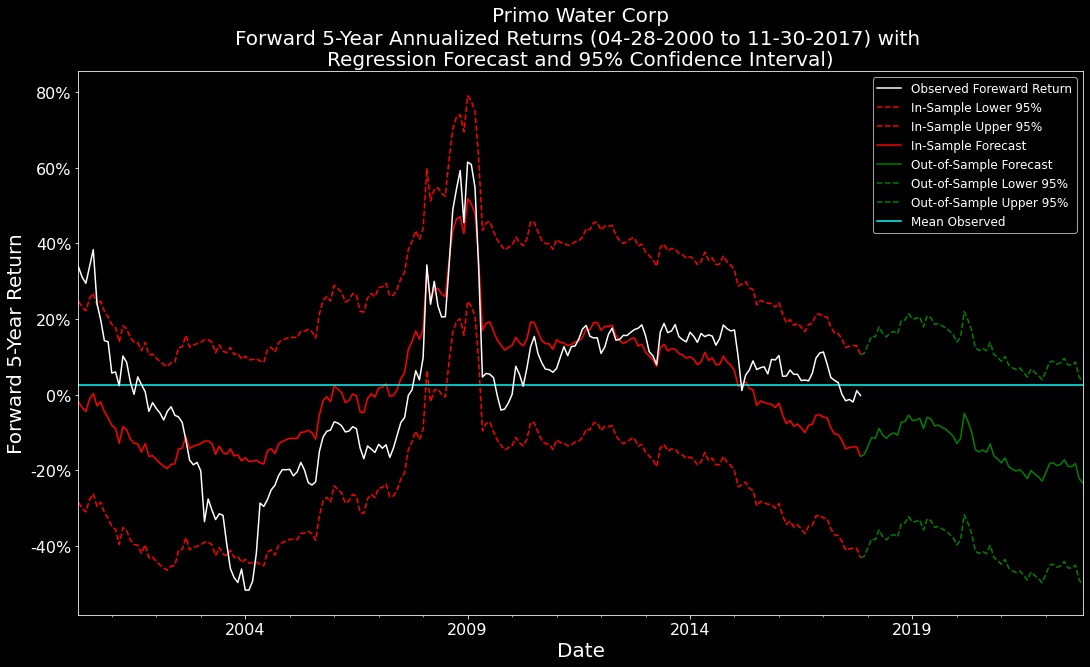 Primo Water Corp
Forward 5-Year Annualized Returns (04-28-2000 to 11-30-2017) with
Regression Forecast and 95% Confidence Interval)
Forward 5-Year Return
80%
60%
40%
20%
0%
-20%
-40%
Observed Foreward Return
In-Sample Lower 95%
In-Sample Upper 95%
In-Sample Forecast
Out-of-Sample Forecast
Out-of-Sample Lower 95%
Out-of-Sample Upper 95%
Mean Observed
2004
2009
2014
2019
Date